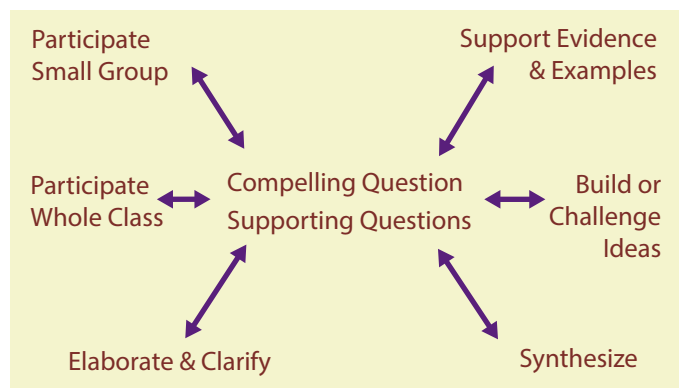 Participate
Small Group
Support Evidence
& Examples
Participate
Whole Class
Compelling Question
Supporting Questions
Build or
Challenge
Ideas
Elaborate & Clarify
Synthesize